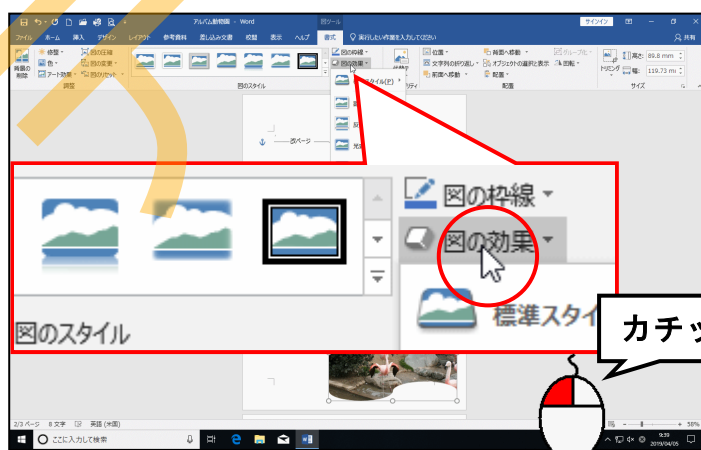 アルバム動物園 - Word
図ツール
サインイン
ファイル ホーム 挿入 デザイン レイアウト 参考資料 差し込み文書 校閲 表示 ヘルプ 書式 実行したい作業を入力してください 共有
背景の
削除
修整
色
アート効果
図の圧縮
図の変更
図のリセット
調整
図のスタイル
図の枠線
図の効果
位置
文字列の折り返し
前面へ移動
背面へ移動
オブジェクトの選択と表示
配置
グループ化
回転
配置
トリミング
高さ: 89.8 mm
幅: 119.73 m
サイズ
改ページ
図の枠線
図の効果
標準スタイ
図のスタイル
カチッ
2/3 ページ 8 文字 英語 (米国)
58%
ここに入力して検索
9:39
2019/04/05